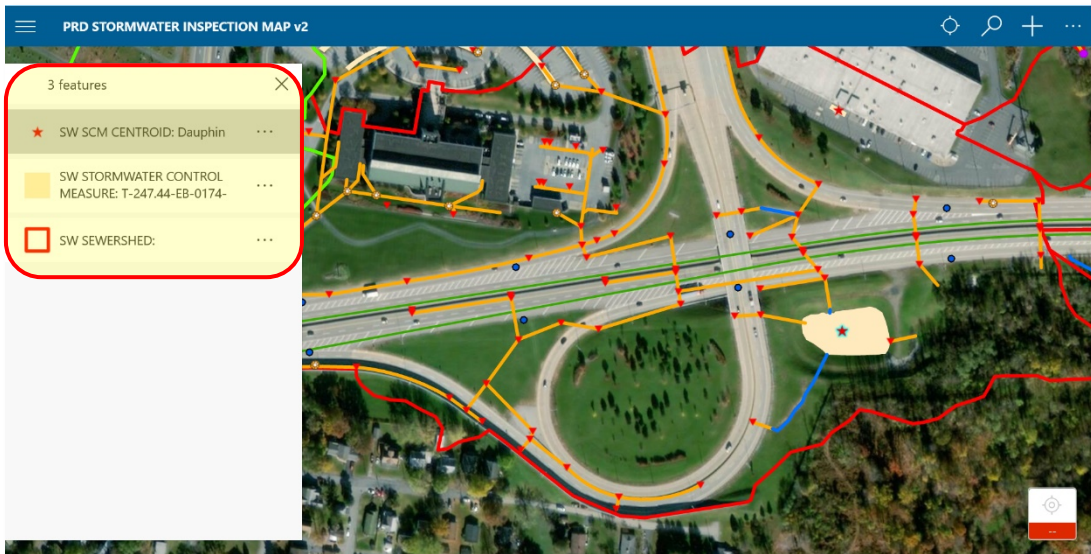 PRD STORMWATER INSPECTION MAP v2
3 features
SW SCM CENTROID: Dauphin
SW STORMWATER CONTROL
MEASURE: T-247.44-EB-0174-
SW SEWERSHED: